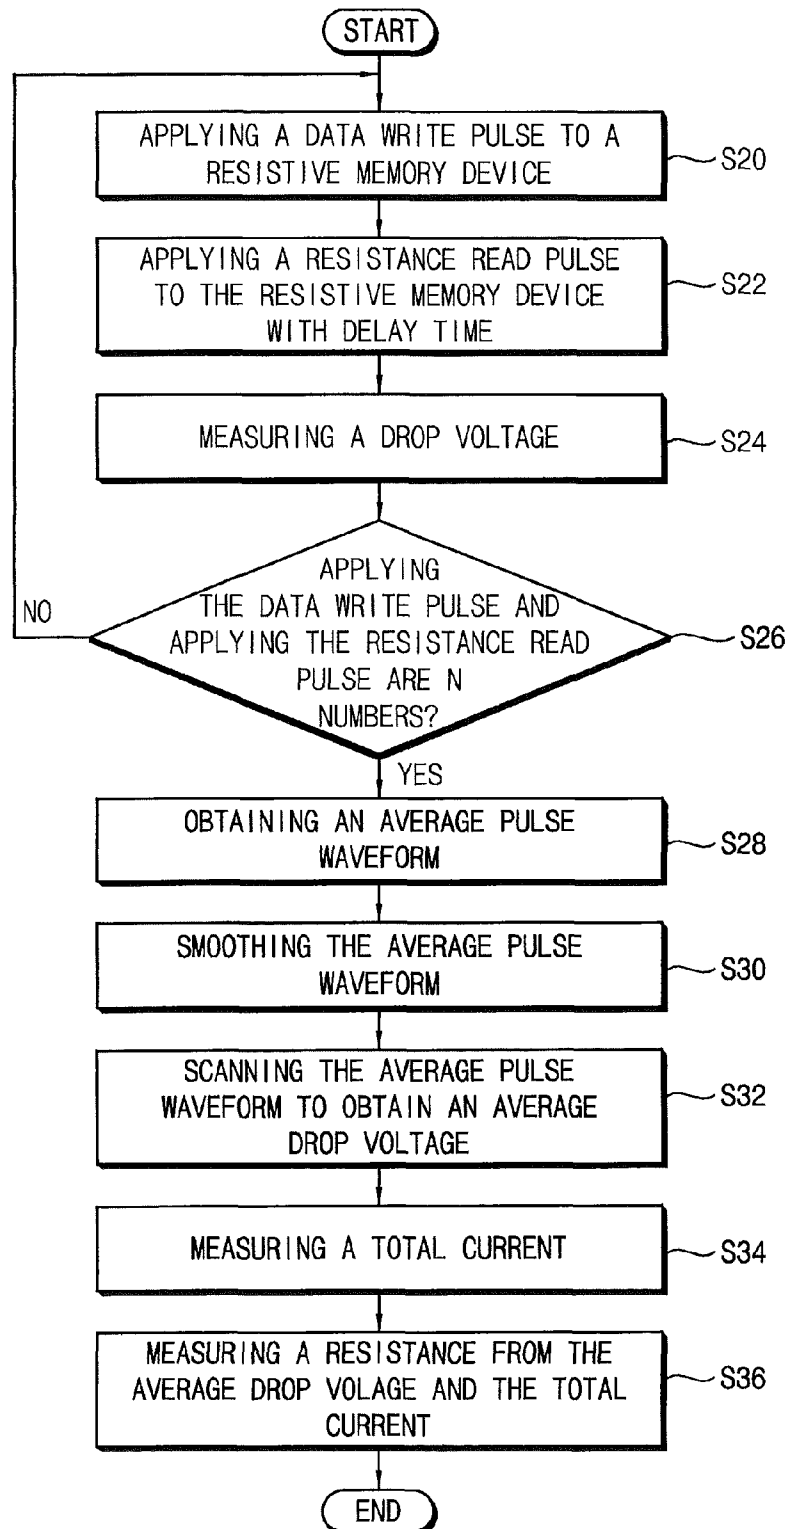 START
APPLYING A DATA WRITE PULSE TO A
RESISTIVE MEMORY DEVICE
S20
APPLYING A RESISTANCE READ PULSE
TO THE RESISTIVE MEMORY DEVICE
WITH DELAY TIME
S22
MEASURING A DROP VOLTAGE
S24
APPLYING
THE DATA WRITE PULSE AND
APPLYING THE RESISTANCE READ
PULSE ARE N
NUMBERS?
S26
NO
YES
OBTAINING AN AVERAGE PULSE
WAVEFORM
S28
SMOOTHING THE AVERAGE PULSE
WAVEFORM
S30
SCANNING THE AVERAGE PULSE
WAVEFORM TO OBTAIN AN AVERAGE
DROP VOLTAGE
S32
MEASURING A TOTAL CURRENT
S34
MEASURING A RESISTANCE FROM THE
AVERAGE DROP VOLAGE AND THE TOTAL
CURRENT
S36
END